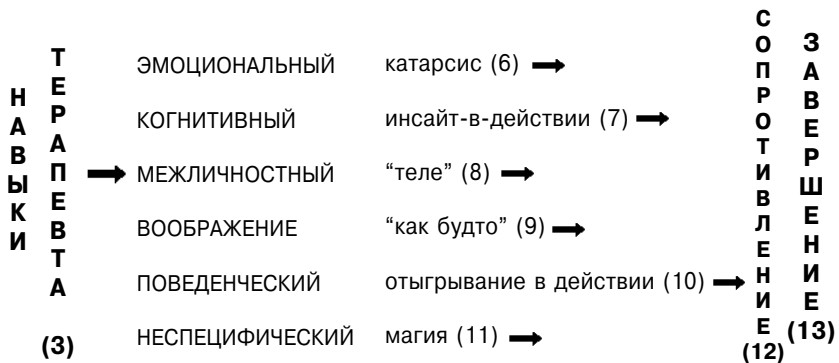 НАВЫКИ
ТЕРАПЕВТА
(3)
ЭМОЦИОНАЛЬНЫЙ катарсис (6)
КОГНИТИВНЫЙ инсайт-в-действии (7)
МЕЖЛИЧНОСТНЫЙ “теле” (8)
ВООБРАЖЕНИЕ “как будто” (9)
ПОВЕДЕНЧЕСКИЙ отыгрывание в действии (10)
НЕСПЕЦИФИЧЕСКИЙ магия (11)
СОПРОТИВЛЕНИЕ
(12)
ЗАВЕРШЕНИЕ
(13)